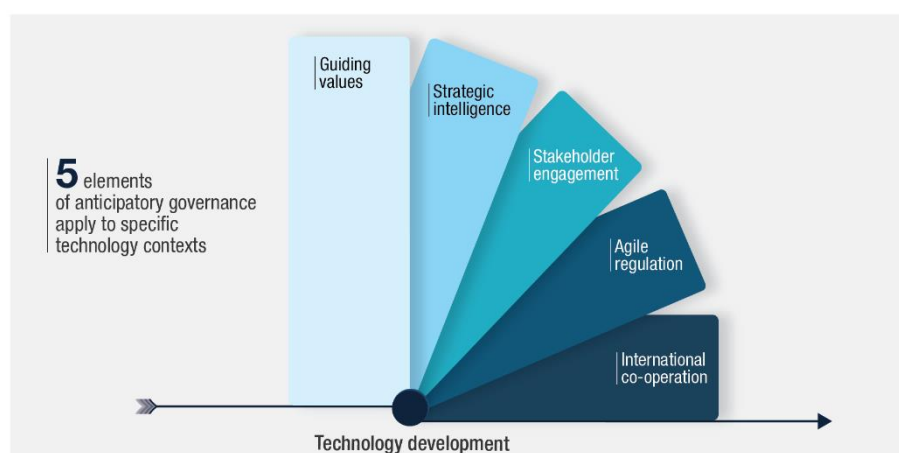 Guiding
values
Strategic
intelligence
Stakeholder
engagement
Agile
regulation
International
co-operation
5 elements
of anticipatory governance
apply to specific
technology contexts
Technology development